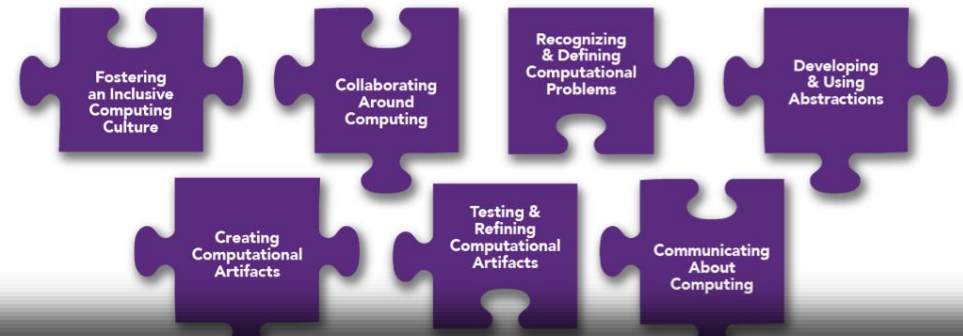 Fostering
an Inclusive
Computing
Culture
Collaborating
Around
Computing
Recognizing
& Defining
Computational
Problems
Developing
& Using
Abstractions
Creating
Computational
Artifacts
Testing &
Refining
Computational
Artifacts
Communicating
About
Computing